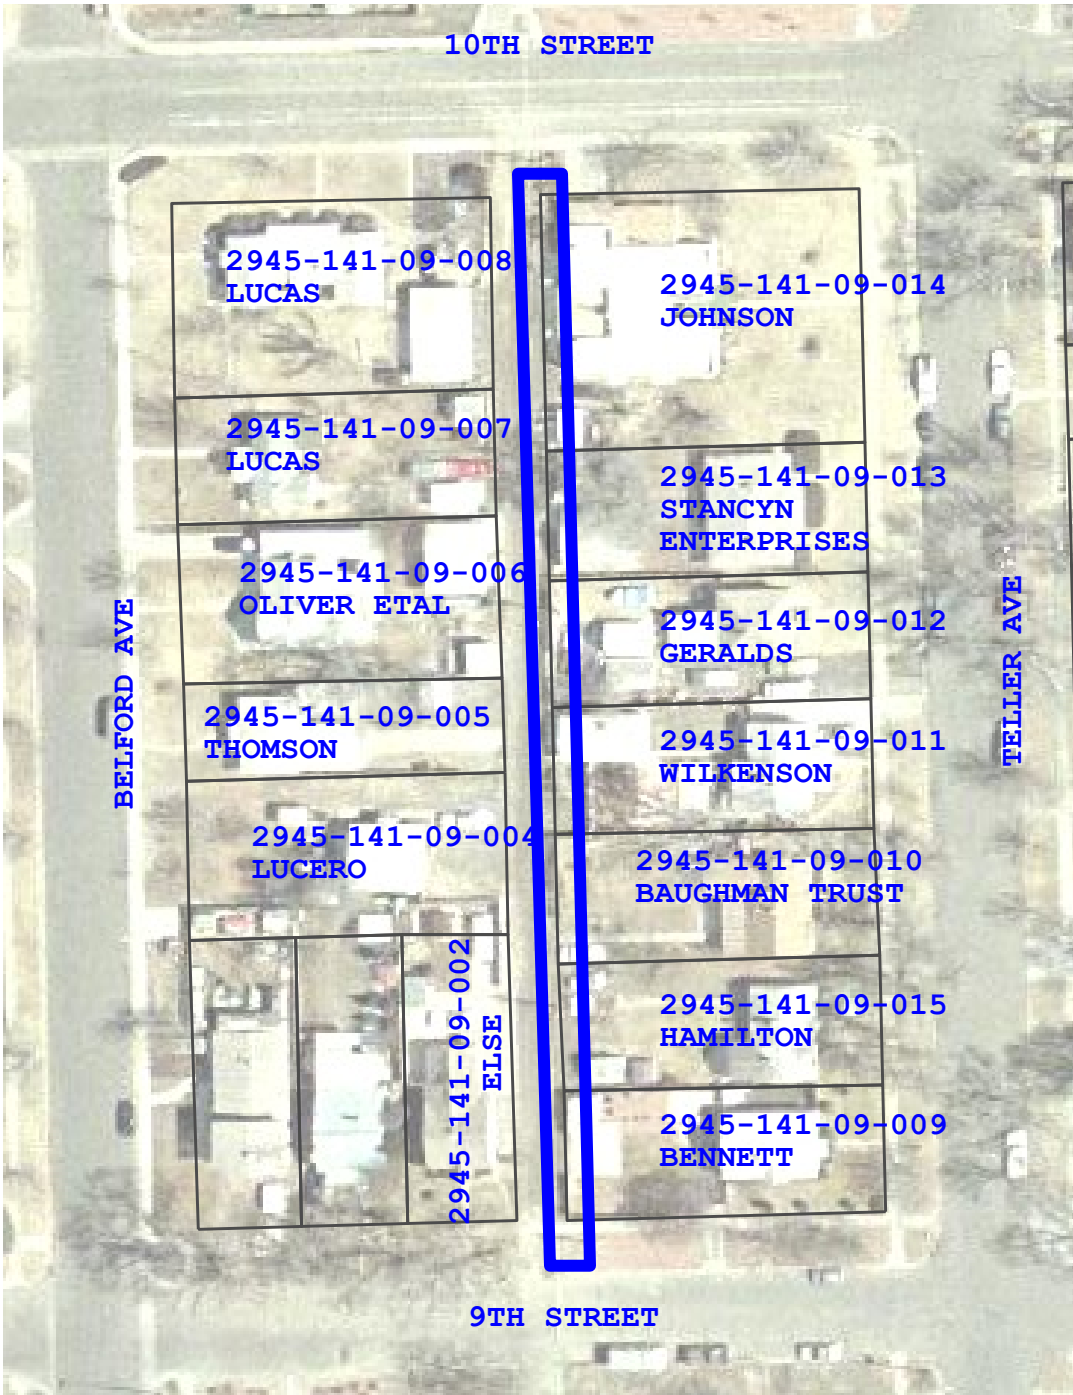 10TH STREET
2945-141-09-008
LUCAS
2945-141-09-014
JOHNSON
2945-141-09-007
LUCAS
2945-141-09-013
STANCYN
ENTERPRISES
2945-141-09-006
OLIVER ETAL
2945-141-09-012
GERALDS
BELFORD AVE
TELLER AVE
2945-141-09-005
THOMSON
2945-141-09-011
WILKENSON
2945-141-09-004
LUCERO
2945-141-09-010
BAUGHMAN TRUST
2945-141-09-002
ELSE
2945-141-09-015
HAMILTON
2945-141-09-009
BENNETT
9TH STREET